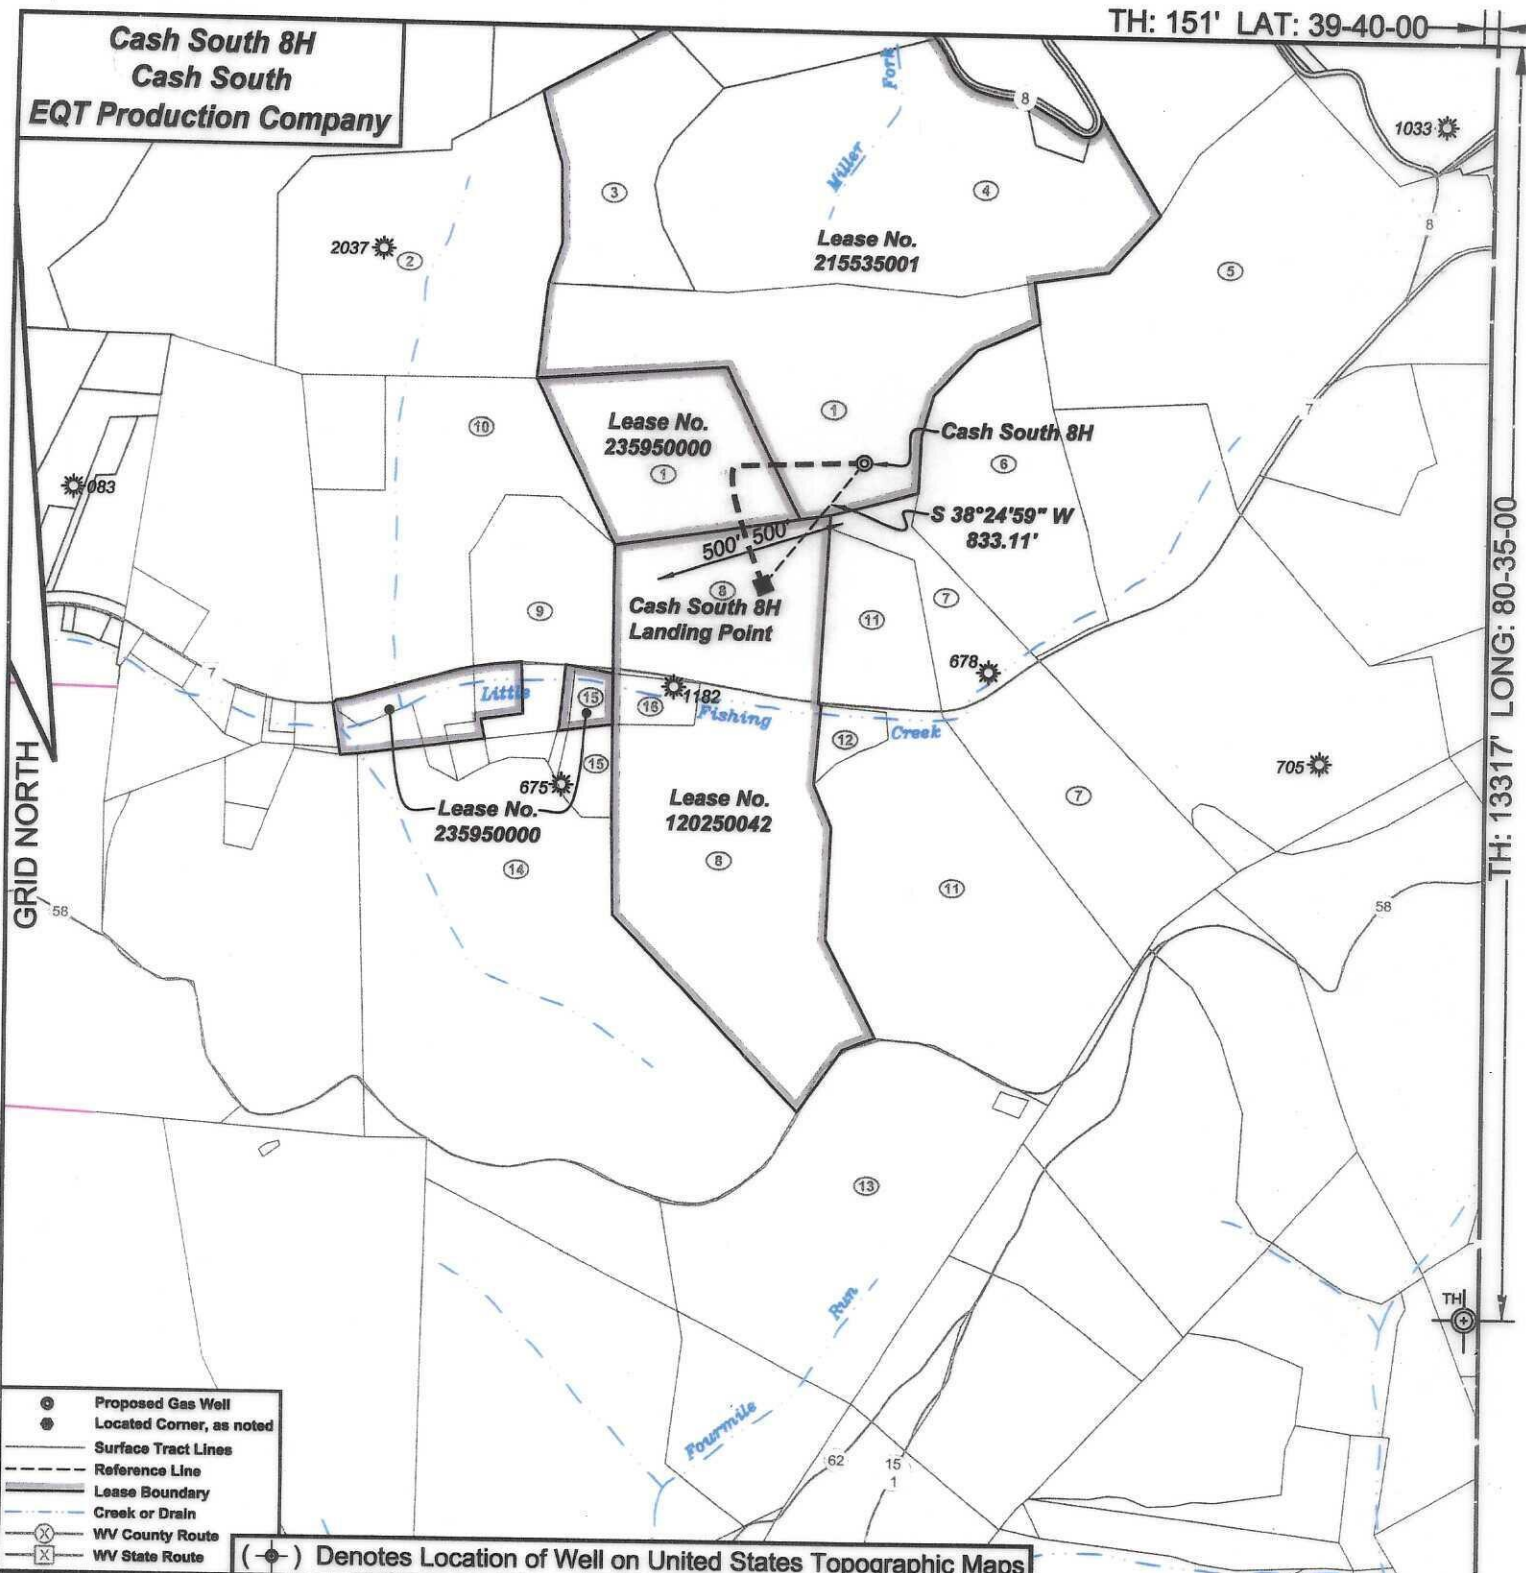 TH: 151' LAT: 39-40-00
Cash South 8H
Cash South
EQT Production Company
Fork
8
1033
Miller
3
4
8
2037
2
Lease No.
215535001
5
10
Lease No.
235950000
1
1
7
Cash South 8H
6
083
S 38°24'59" W
833.11'
500' 500'
8
9
Cash South 8H
Landing Point
11
7
678
7
Little
15
16
1182
Fishing
Creek
12
15
675
705
7
Lease No.
235950000
Lease No.
120250042
14
8
11
GRID NORTH
TH: 13317' LONG: 80-35-00
58
58
13
Run
TH
Fourmile
62
15
1
Proposed Gas Well
Located Corner, as noted
Surface Tract Lines
Reference Line
Lease Boundary
Creek or Drain
X WV County Route
X WV State Route
( ) Denotes Location of Well on United States Topographic Maps